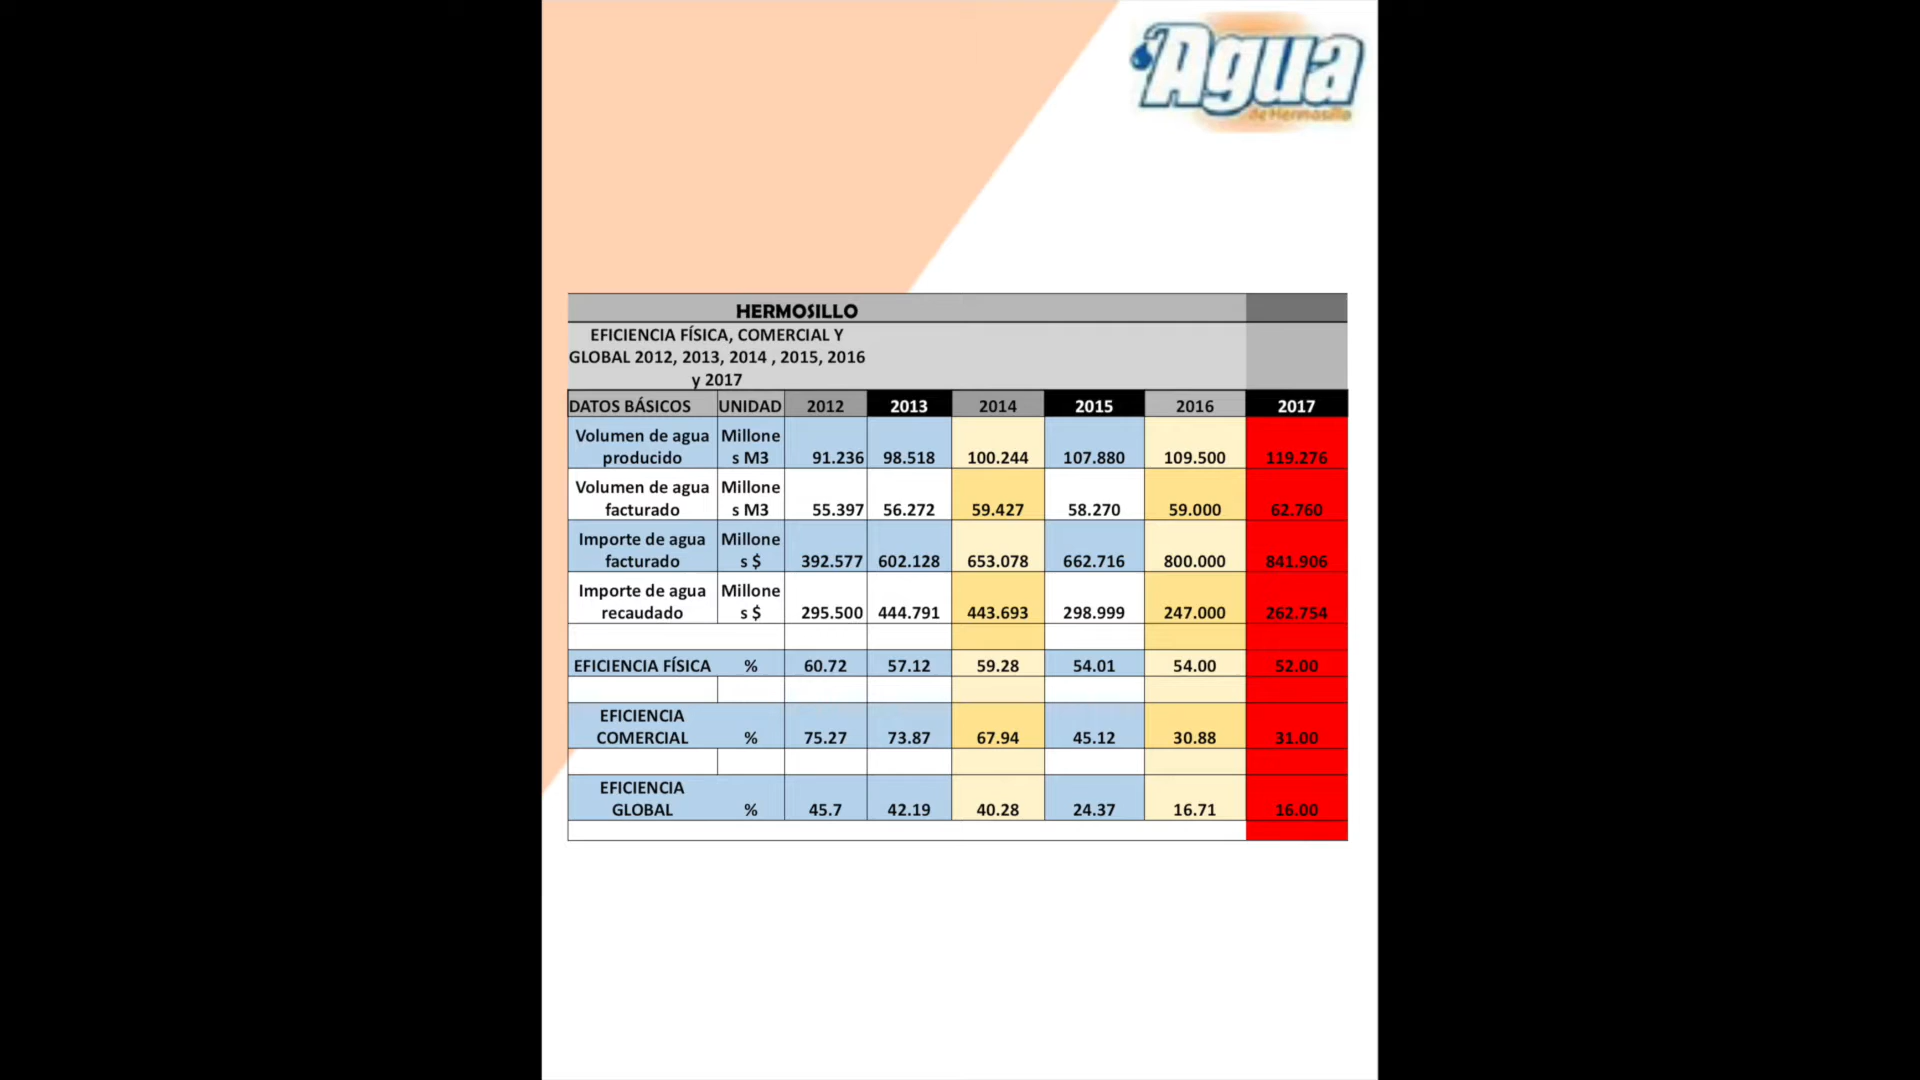 Agua
de Hermosillo
HERMOSILLO
EFICIENCIA FÍSICA, COMERCIAL Y
GLOBAL 2012, 2013, 2014 , 2015, 2016
y 2017
DATOS BÁSICOS UNIDAD 2012 2013 2014 2015 2016 2017
Volumen de agua Millone
producido s M3 91.236 98.518 100.244 107.880 109.500 119.276
Volumen de agua Millone
facturado s M3 55.397 56.272 59.427 58.270 59.000 62.760
Importe de agua Millone
facturado s $ 392.577 602.128 653.078 662.716 800.000 841.906
Importe de agua Millone
recaudado s $ 295.500 444.791 443.693 298.999 247.000 262.754
EFICIENCIA FÍSICA % 60.72 57.12 59.28 54.01 54.00 52.00
EFICIENCIA
COMERCIAL % 75.27 73.87 67.94 45.12 30.88 31.00
EFICIENCIA
GLOBAL % 45.7 42.19 40.28 24.37 16.71 16.00